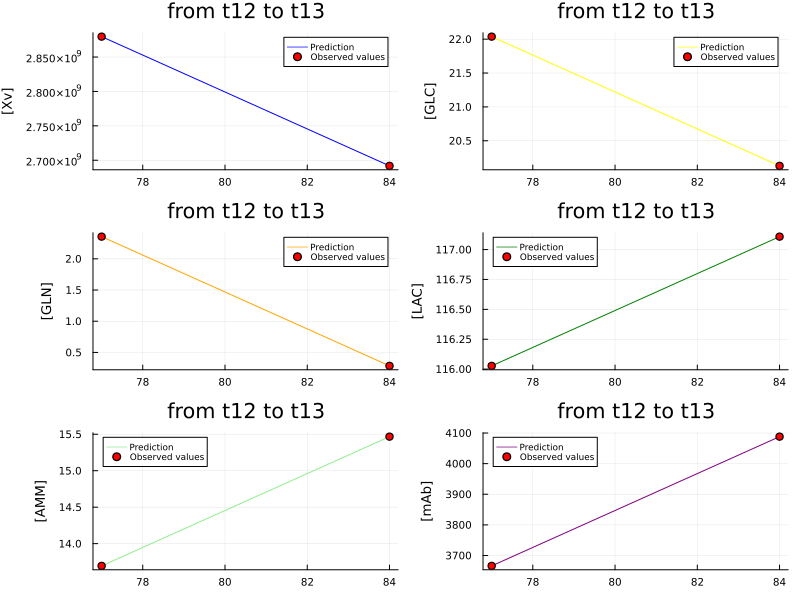 from t12 to t13
[Xv]
2.850×10⁹
2.800×10⁹
2.750×10⁹
2.700×10⁹
78 80 82 84
Prediction
Observed values
from t12 to t13
[GLC]
22.0
21.5
21.0
20.5
78 80 82 84
Prediction
Observed values
from t12 to t13
[GLN]
2.0
1.5
1.0
0.5
78 80 82 84
Prediction
Observed values
from t12 to t13
[LAC]
117.00
116.75
116.50
116.25
116.00
78 80 82 84
Prediction
Observed values
from t12 to t13
[AMM]
15.5
15.0
14.5
14.0
78 80 82 84
Prediction
Observed values
from t12 to t13
[mAb]
4100
4000
3900
3800
3700
78 80 82 84
Prediction
Observed values